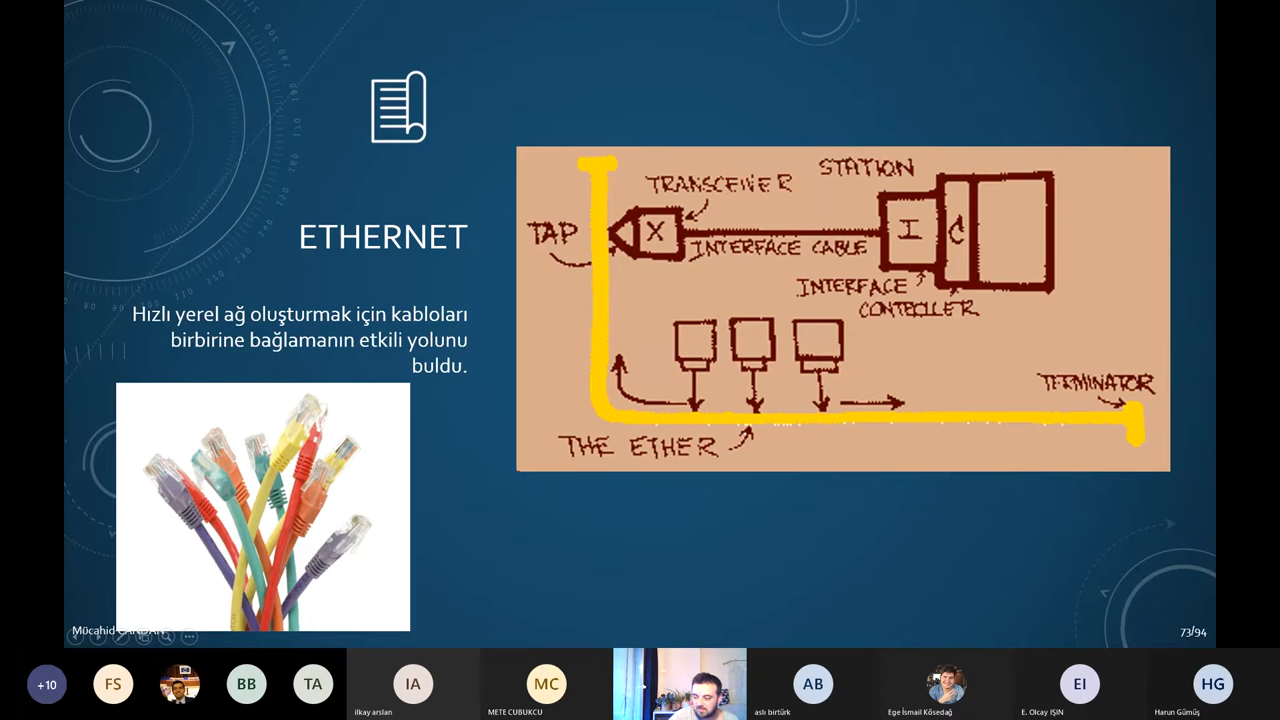 ETHERNET
Hızlı yerel ağ oluşturmak için kabloları
birbirine bağlamanın etkili yolunu
buldu.
STATION
TRANSCEIVER
TAP
X
I
C
INTERFACE CABLE
INTERFACE
CONTROLLER
TERMINATOR
THE ETHER
Mücahid CANDAN
73/94
+10
FS
BB
TA
IA
MC
AB
EI
HG
ilkay arslan
METE CUBUKCU
aslı birtürk
Ege İsmail Kösedağ
E. Olcay IŞIN
Harun Gümüş